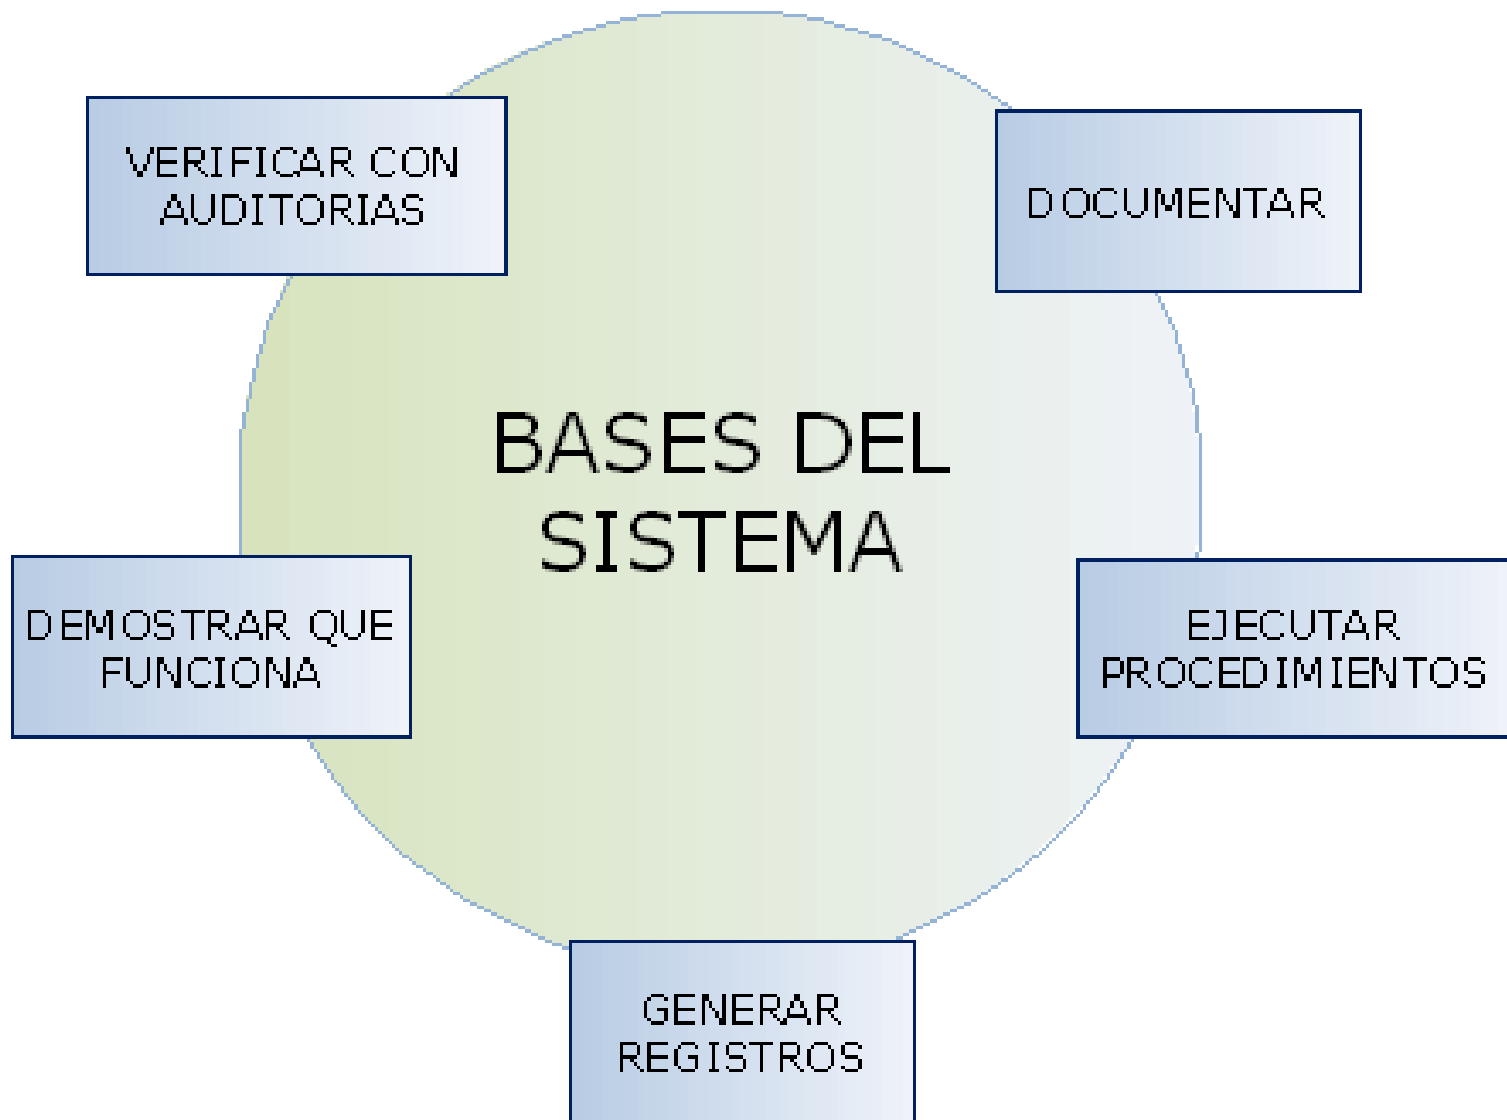 VERIFICAR CON
AUDITORIAS
DOCUMENTAR
BASES DEL
SISTEMA
DEMOSTRAR QUE
FUNCIONA
EJECUTAR
PROCEDIMIENTOS
GENERAR
REGISTROS